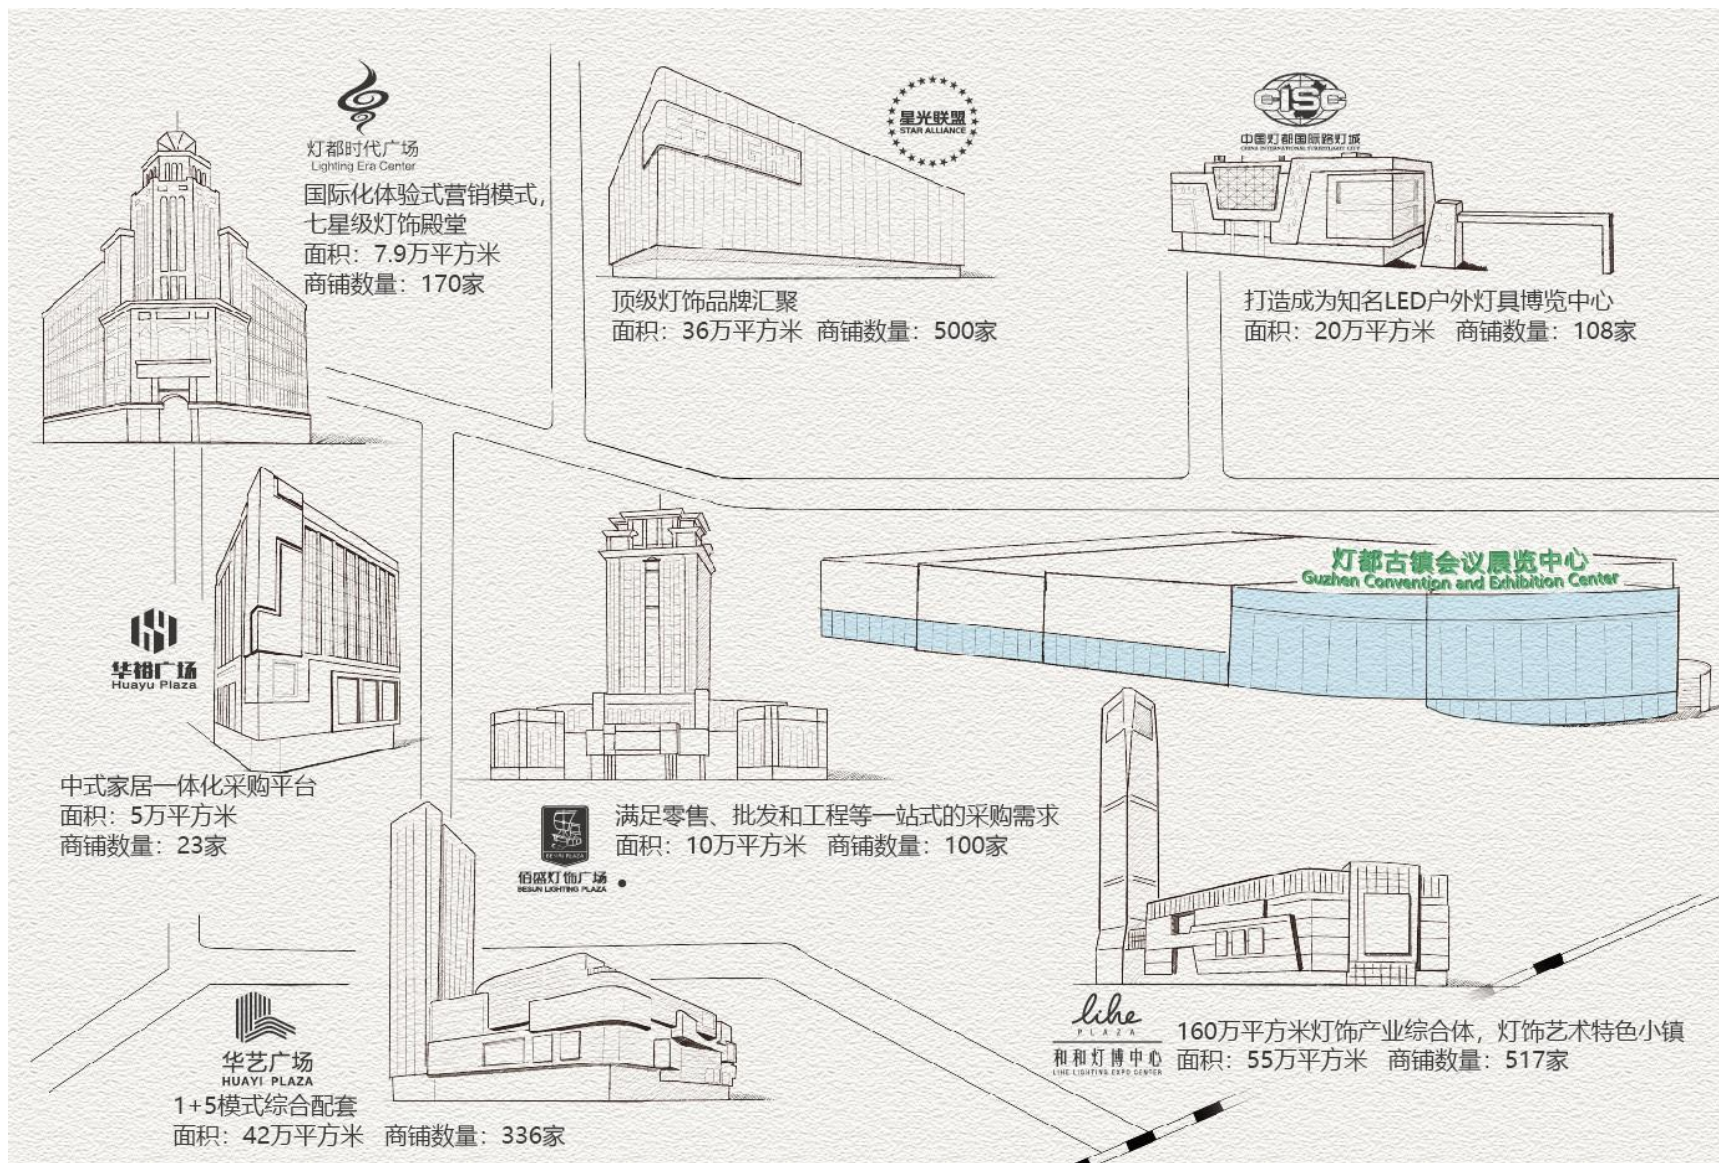 灯都时代广场
Lighting Era Center
国际化体验式营销模式，
七星级灯饰殿堂
面积：7.9万平方米
商铺数量：170家
SC LIGHT
星光联盟
STAR ALLIANCE
顶级灯饰品牌汇聚
面积：36万平方米 商铺数量：500家
CISC
中国灯都国际路灯城
CHINA INTERNATIONAL STREETLIGHT CITY
打造成为知名LED户外灯具博览中心
面积：20万平方米 商铺数量：108家
灯都古镇会议展览中心
Guzhen Convention and Exhibition Center
华裕广场
Huayu Plaza
中式家居一体化采购平台
面积：5万平方米
商铺数量：23家
BESUN PLAZA
佰盛灯饰广场
BESUN LIGHTING PLAZA
满足零售、批发和工程等一站式的采购需求
面积：10万平方米 商铺数量：100家
华艺广场
HUAYI PLAZA
1+5模式综合配套
面积：42万平方米 商铺数量：336家
lihe
PLAZA
和和灯博中心
LIHE LIGHTING EXPO CENTER
160万平方米灯饰产业综合体，灯饰艺术特色小镇
面积：55万平方米 商铺数量：517家